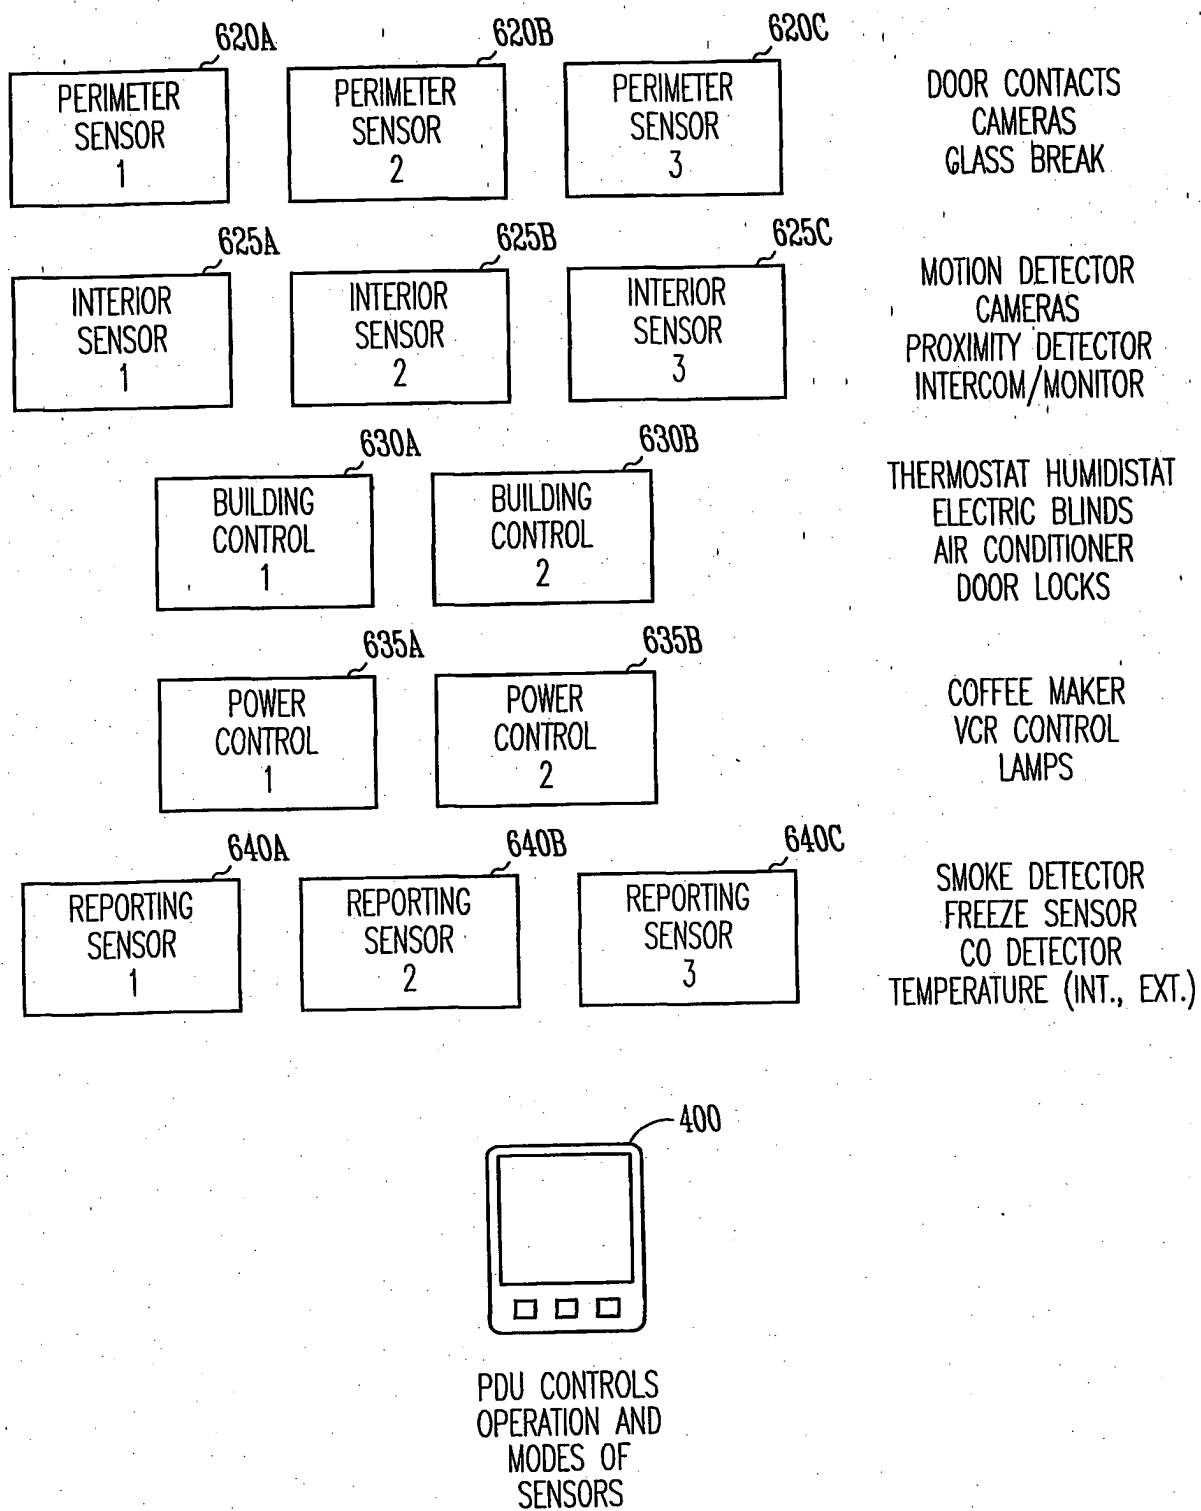 620A
620B
620C
PERIMETER
SENSOR
1
PERIMETER
SENSOR
2
PERIMETER
SENSOR
3
DOOR CONTACTS
CAMERAS
GLASS BREAK
625A
625B
625C
INTERIOR
SENSOR
1
INTERIOR
SENSOR
2
INTERIOR
SENSOR
3
MOTION DETECTOR
CAMERAS
PROXIMITY DETECTOR
INTERCOM/MONITOR
630A
630B
BUILDING
CONTROL
1
BUILDING
CONTROL
2
THERMOSTAT HUMIDISTAT
ELECTRIC BLINDS
AIR CONDITIONER
DOOR LOCKS
635A
635B
POWER
CONTROL
1
POWER
CONTROL
2
COFFEE MAKER
VCR CONTROL
LAMPS
640A
640B
640C
REPORTING
SENSOR
1
REPORTING
SENSOR
2
REPORTING
SENSOR
3
SMOKE DETECTOR
FREEZE SENSOR
CO DETECTOR
TEMPERATURE (INT., EXT.)
400
PDU CONTROLS
OPERATION AND
MODES OF
SENSORS